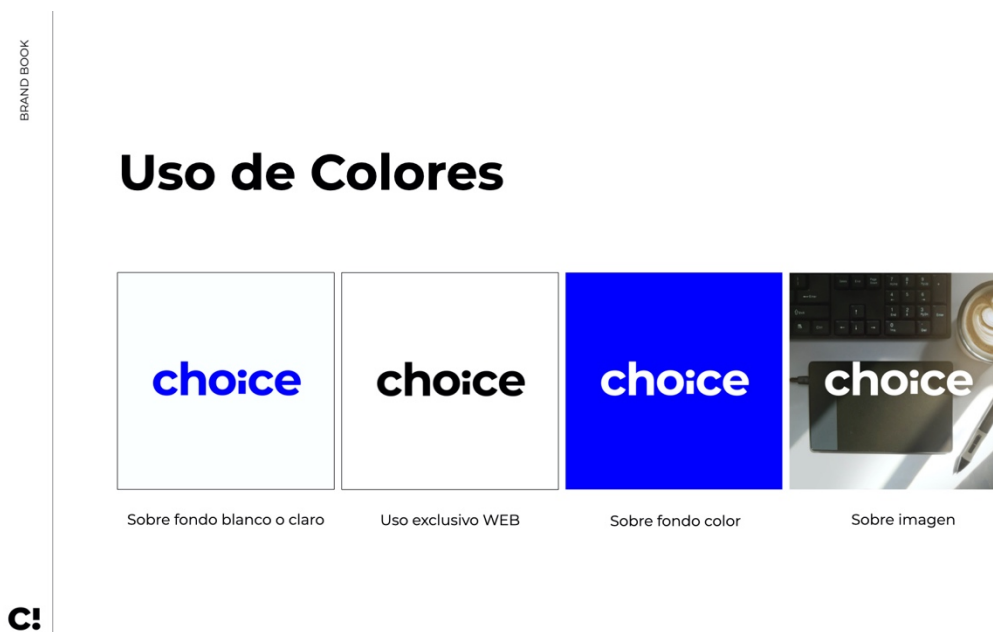 BRAND BOOK
Uso de Colores
choice
choice
choice
choice
Sobre fondo blanco o claro
Uso exclusivo WEB
Sobre fondo color
Sobre imagen
C!